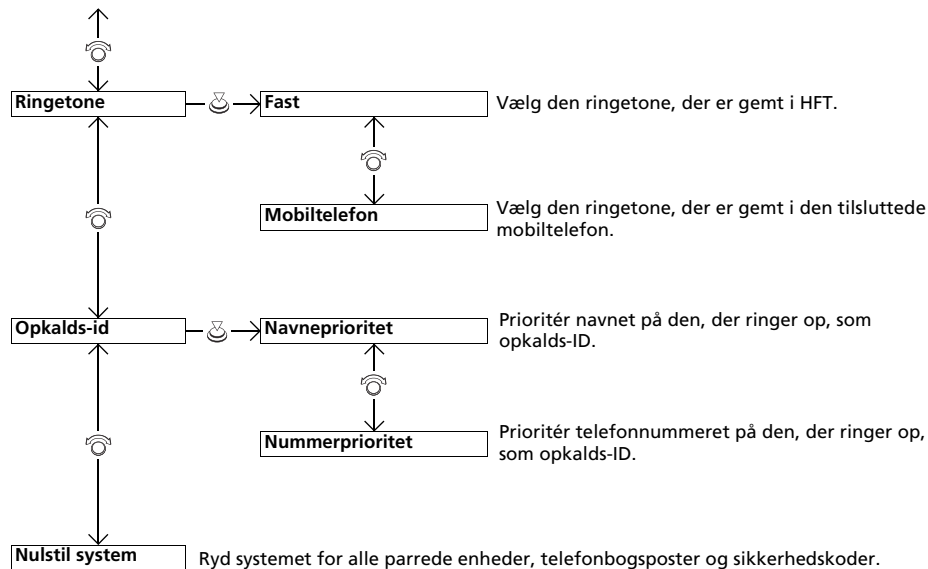 Ringetone
Fast
Vælg den ringetone, der er gemt i HFT.
Mobiltelefon
Vælg den ringetone, der er gemt i den tilsluttede
mobiltelefon.
Opkalds-id
Navneprioritet
Prioritér navnet på den, der ringer op, som
opkalds-ID.
Nummerprioritet
Prioritér telefonnummeret på den, der ringer op,
som opkalds-ID.
Nulstil system
Ryd systemet for alle parrede enheder, telefonbogsposter og sikkerhedskoder.